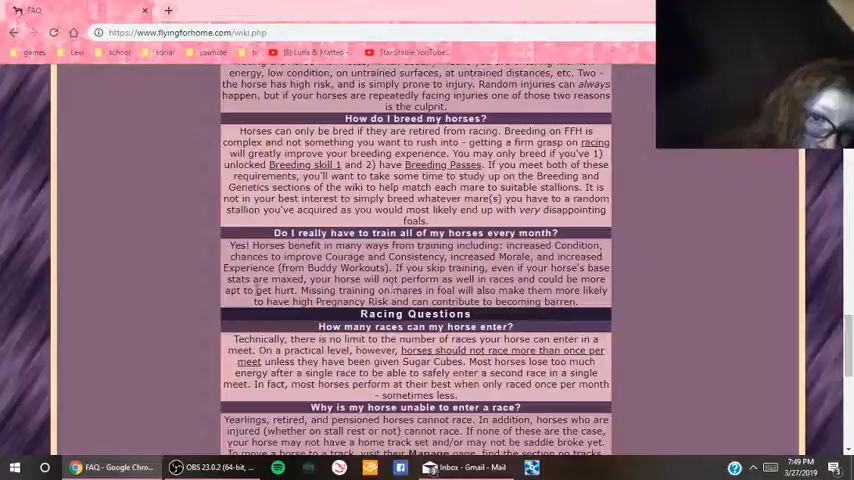 FAQ
https://www.flyingforhome.com/wiki.php
games
Levi
school
social
youtube
tv
(8) Luna & Matteo -...
StarStable YouTube...
energy, low condition, on untrained surfaces, at untrained distances, etc. Two -
the horse has high risk, and is simply prone to injury. Random injuries can always
happen, but if your horses are repeatedly facing injuries one of those two reasons
is the culprit.
How do I breed my horses?
Horses can only be bred if they are retired from racing. Breeding on FFH is
complex and not something you want to rush into - getting a firm grasp on racing
will greatly improve your breeding experience. You may only breed if you've 1)
unlocked Breeding skill 1 and 2) have Breeding Passes. If you meet both of these
requirements, you'll want to take some time to study up on the Breeding and
Genetics sections of the wiki to help match each mare to suitable stallions. It is
not in your best interest to simply breed whatever mare(s) you have to a random
stallion you've acquired as you would most likely end up with very disappointing
foals.
Do I really have to train all of my horses every month?
Yes! Horses benefit in many ways from training including: increased Condition,
chances to improve Courage and Consistency, increased Morale, and increased
Experience (from Buddy Workouts). If you skip training, even if your horse's base
stats are maxed, your horse will not perform as well in races and could be more
apt to get hurt. Missing training on mares in foal will also make them more likely
to have high Pregnancy Risk and can contribute to becoming barren.
Racing Questions
How many races can my horse enter?
Technically, there is no limit to the number of races your horse can enter in a
meet. On a practical level, however, horses should not race more than once per
meet unless they have been given Sugar Cubes. Most horses lose too much
energy after a single race to be able to safely enter a second race in a single
meet. In fact, most horses perform at their best when only raced once per month
- sometimes less.
Why is my horse unable to enter a race?
Yearlings, retired, and pensioned horses cannot race. In addition, horses who are
injured (whether on stall rest or not) cannot race. If none of these are the case,
your horse may not have a home track set and/or may not be saddle broke yet.
To move a horse to a track, visit their Manage page, find the section on tracks,
FAQ - Google Chro...
OBS 23.0.2 (64-bit, ...
Inbox - Gmail - Mail
7:49 PM
3/27/2019